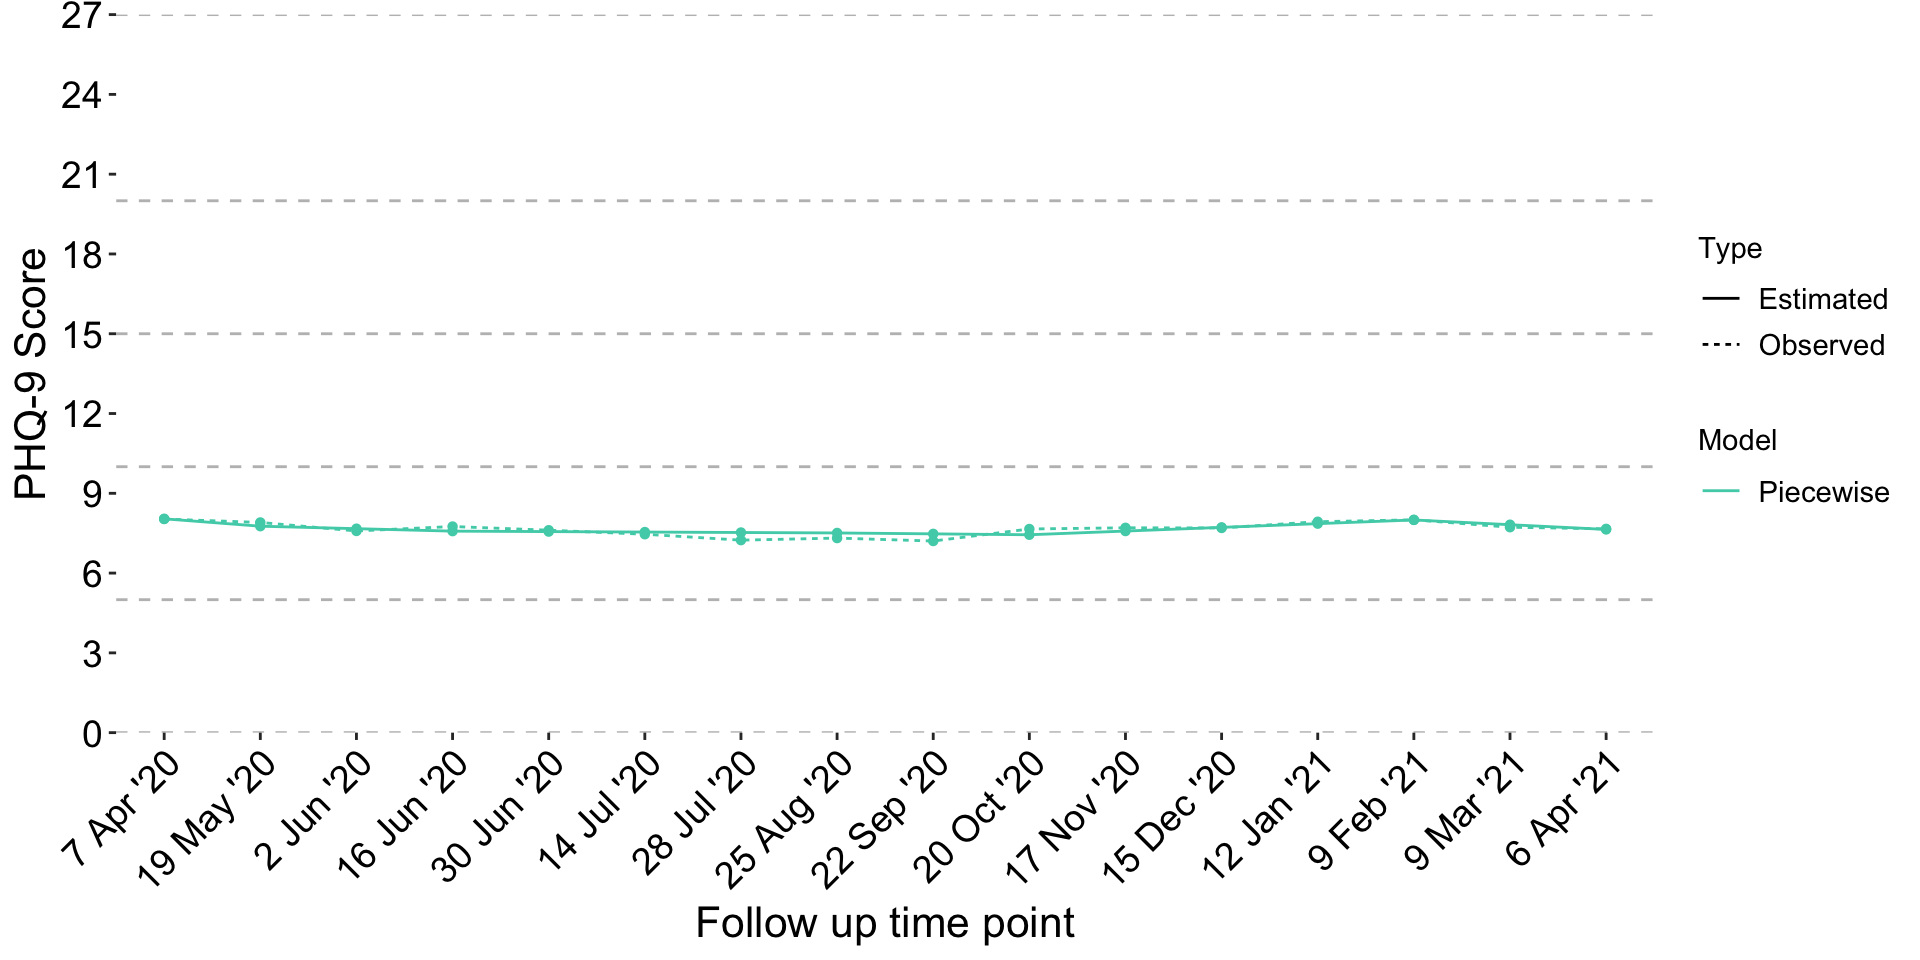 27
24
21
18
15
12
9
6
3
0
PHQ-9 Score
7 Apr '20
19 May '20
2 Jun '20
16 Jun '20
30 Jun '20
14 Jul '20
28 Jul '20
25 Aug '20
22 Sep '20
20 Oct '20
17 Nov '20
15 Dec '20
12 Jan '21
9 Feb '21
9 Mar '21
6 Apr '21
Follow up time point
Type
Estimated
Observed
Model
Piecewise